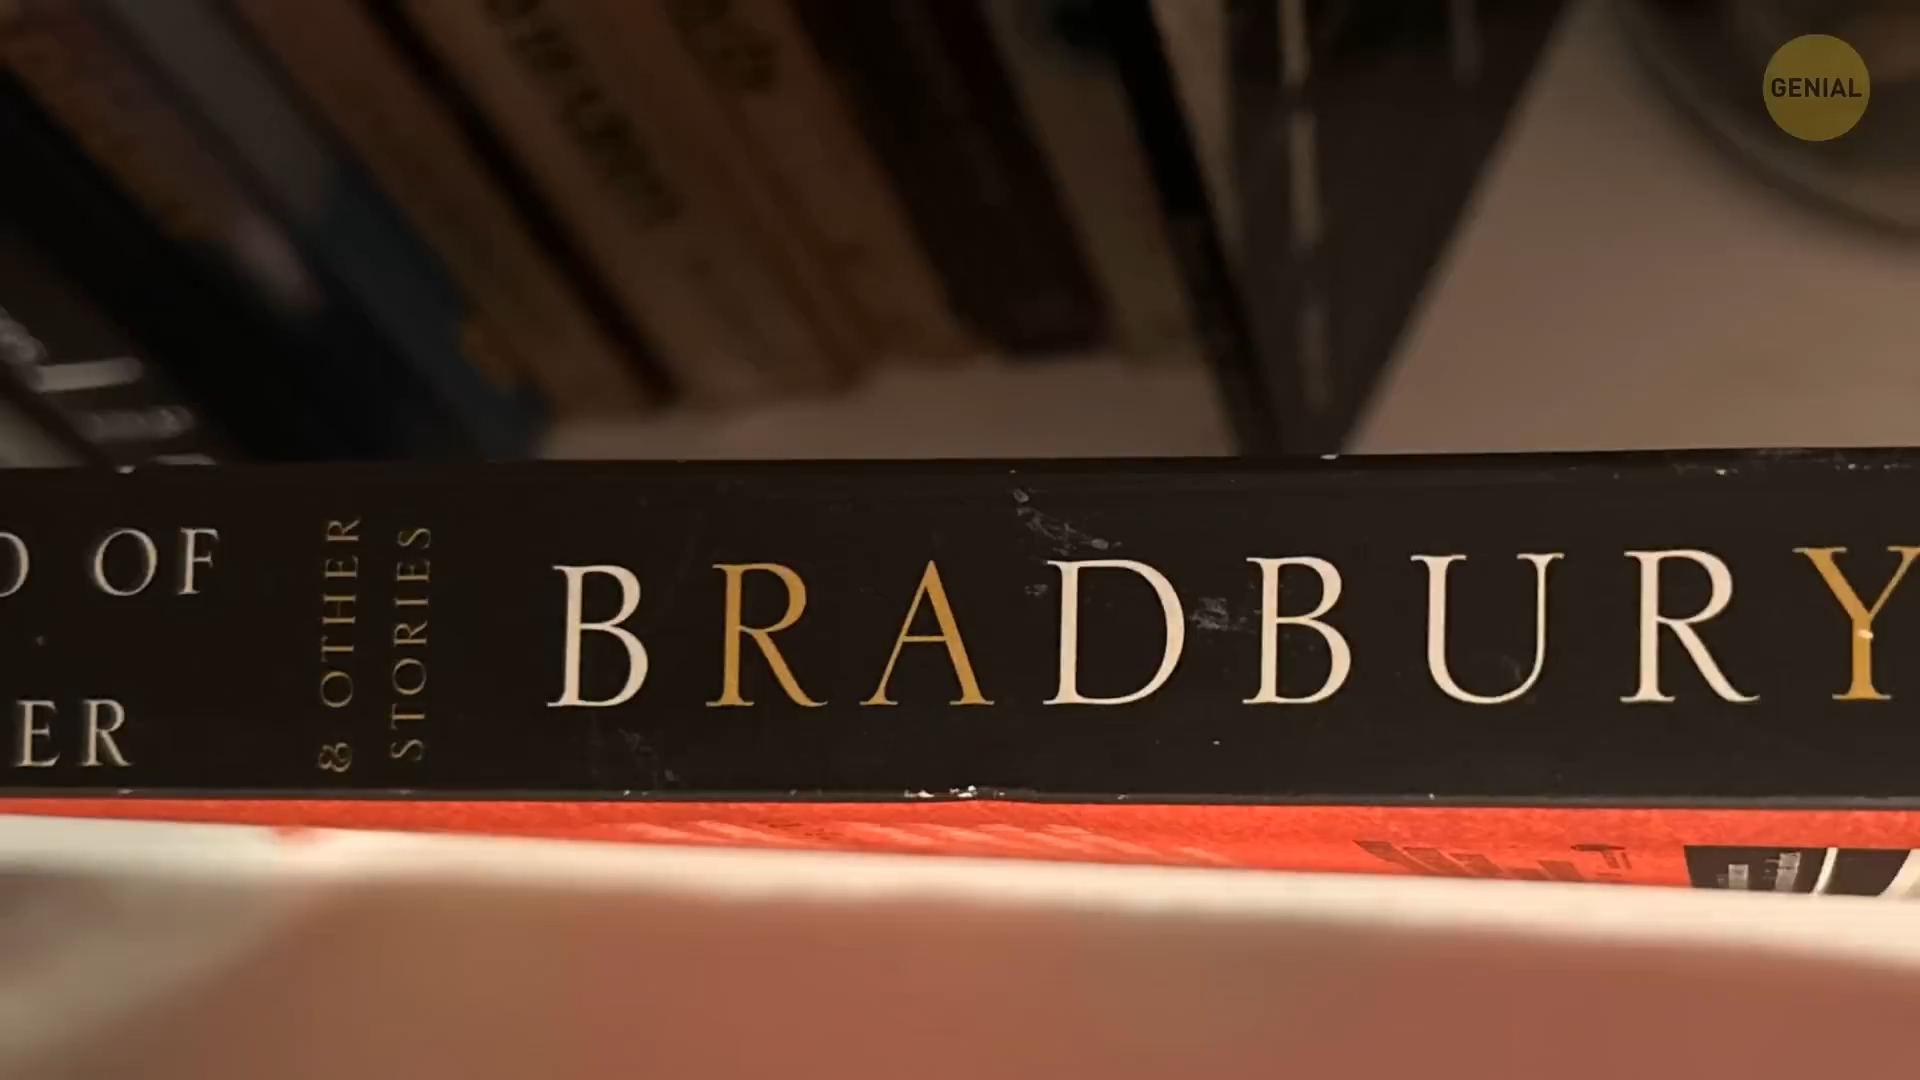 GENIAL
OF
ER
& OTHER
STORIES
BRADBURY